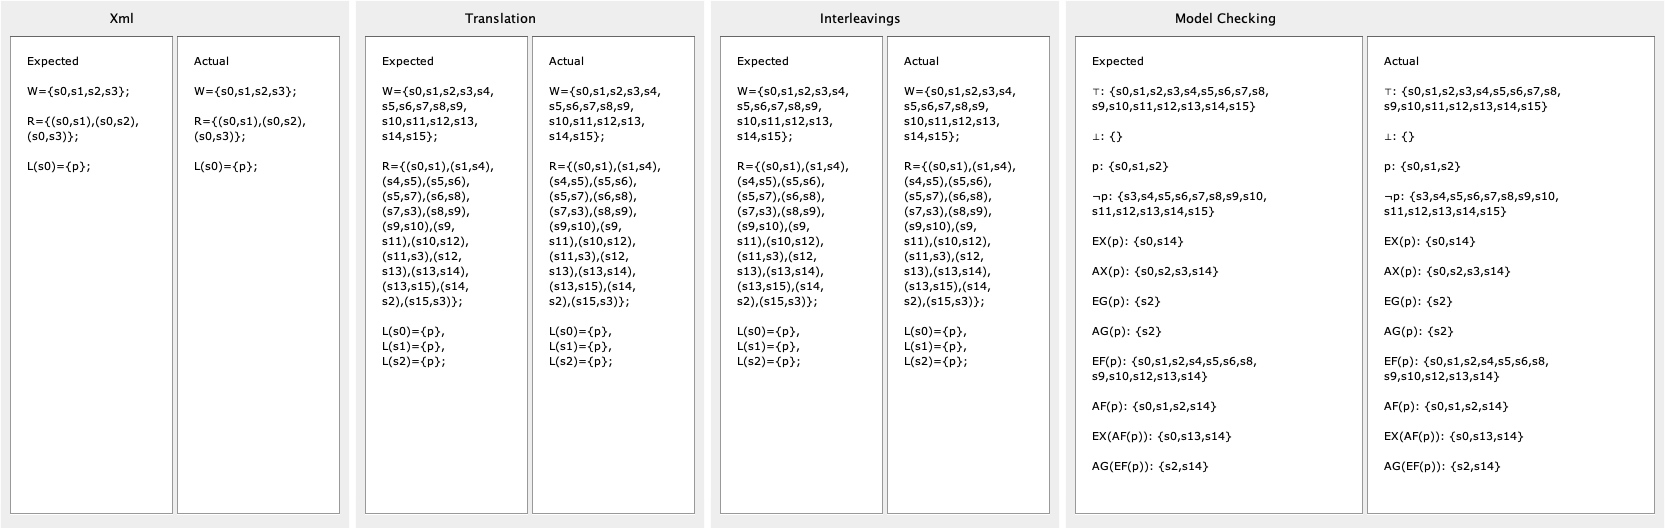 Xml
Expected
W={s0,s1,s2,s3};
R={(s0,s1),(s0,s2),
(s0,s3)};
L(s0)={p};
Actual
W={s0,s1,s2,s3};
R={(s0,s1),(s0,s2),
(s0,s3)};
L(s0)={p};
Translation
Expected
W={s0,s1,s2,s3,s4,
s5,s6,s7,s8,s9,
s10,s11,s12,s13,
s14,s15};
R={(s0,s1),(s1,s4),
(s4,s5),(s5,s6),
(s5,s7),(s6,s8),
(s7,s3),(s8,s9),
(s9,s10),(s9,
s11),(s10,s12),
(s11,s3),(s12,
s13),(s13,s14),
(s13,s15),(s14,
s2),(s15,s3)};
L(s0)={p},
L(s1)={p},
L(s2)={p};
Actual
W={s0,s1,s2,s3,s4,
s5,s6,s7,s8,s9,
s10,s11,s12,s13,
s14,s15};
R={(s0,s1),(s1,s4),
(s4,s5),(s5,s6),
(s5,s7),(s6,s8),
(s7,s3),(s8,s9),
(s9,s10),(s9,
s11),(s10,s12),
(s11,s3),(s12,
s13),(s13,s14),
(s13,s15),(s14,
s2),(s15,s3)};
L(s0)={p},
L(s1)={p},
L(s2)={p};
Interleavings
Expected
W={s0,s1,s2,s3,s4,
s5,s6,s7,s8,s9,
s10,s11,s12,s13,
s14,s15};
R={(s0,s1),(s1,s4),
(s4,s5),(s5,s6),
(s5,s7),(s6,s8),
(s7,s3),(s8,s9),
(s9,s10),(s9,
s11),(s10,s12),
(s11,s3),(s12,
s13),(s13,s14),
(s13,s15),(s14,
s2),(s15,s3)};
L(s0)={p},
L(s1)={p},
L(s2)={p};
Actual
W={s0,s1,s2,s3,s4,
s5,s6,s7,s8,s9,
s10,s11,s12,s13,
s14,s15};
R={(s0,s1),(s1,s4),
(s4,s5),(s5,s6),
(s5,s7),(s6,s8),
(s7,s3),(s8,s9),
(s9,s10),(s9,
s11),(s10,s12),
(s11,s3),(s12,
s13),(s13,s14),
(s13,s15),(s14,
s2),(s15,s3)};
L(s0)={p},
L(s1)={p},
L(s2)={p};
Model Checking
Expected
⊤: {s0,s1,s2,s3,s4,s5,s6,s7,s8,
s9,s10,s11,s12,s13,s14,s15}
⊥: {}
p: {s0,s1,s2}
¬p: {s3,s4,s5,s6,s7,s8,s9,s10,
s11,s12,s13,s14,s15}
EX(p): {s0,s14}
AX(p): {s0,s2,s3,s14}
EG(p): {s2}
AG(p): {s2}
EF(p): {s0,s1,s2,s4,s5,s6,s8,
s9,s10,s12,s13,s14}
AF(p): {s0,s1,s2,s14}
EX(AF(p)): {s0,s13,s14}
AG(EF(p)): {s2,s14}
Actual
⊤: {s0,s1,s2,s3,s4,s5,s6,s7,s8,
s9,s10,s11,s12,s13,s14,s15}
⊥: {}
p: {s0,s1,s2}
¬p: {s3,s4,s5,s6,s7,s8,s9,s10,
s11,s12,s13,s14,s15}
EX(p): {s0,s14}
AX(p): {s0,s2,s3,s14}
EG(p): {s2}
AG(p): {s2}
EF(p): {s0,s1,s2,s4,s5,s6,s8,
s9,s10,s12,s13,s14}
AF(p): {s0,s1,s2,s14}
EX(AF(p)): {s0,s13,s14}
AG(EF(p)): {s2,s14}